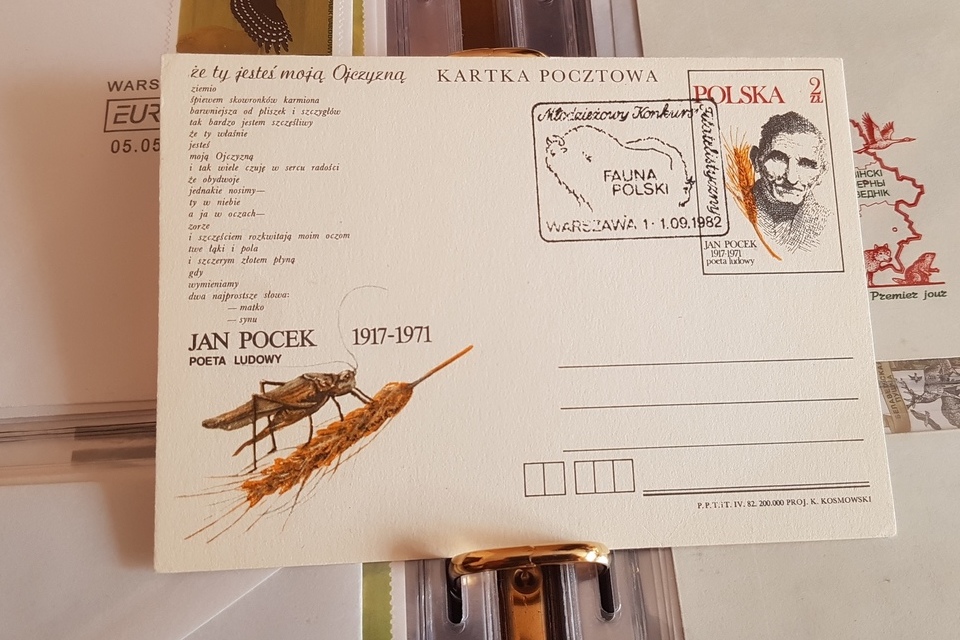 że ty jesteś moją Ojczyzną
ziemio
śpiewem skowronków karmiona
barwniejsza od pliszek i szczygłów
tak bardzo jestem szczęśliwy
że ty właśnie
jesteś
moją Ojczyzną
i tak wiele czuję w sercu radości
że obydwoje
jednakie nosimy—
ty w niebie
a ja w oczach—
zorze
i szczęściem rozkwitają moim oczom
twe łąki i pola
i szczerym złotem płyną
gdy
wymieniamy
dwa najprostsze słowa:
— matko
— synu
JAN POCEK 1917-1971
POETA LUDOWY
KARTKA POCZTOWA
POLSKA 2 ZŁ
JAN POCEK
1917-1971
poeta ludowy
Młodzieżowy Konkurs Filatelistyczny
FAUNA
POLSKI
WARSZAWA 1 · 1.09.1982
P.P.T.iT. IV. 82. 200.000 PROJ. K. KOSMOWSKI
WARS
EUR
05.05
Premier jour